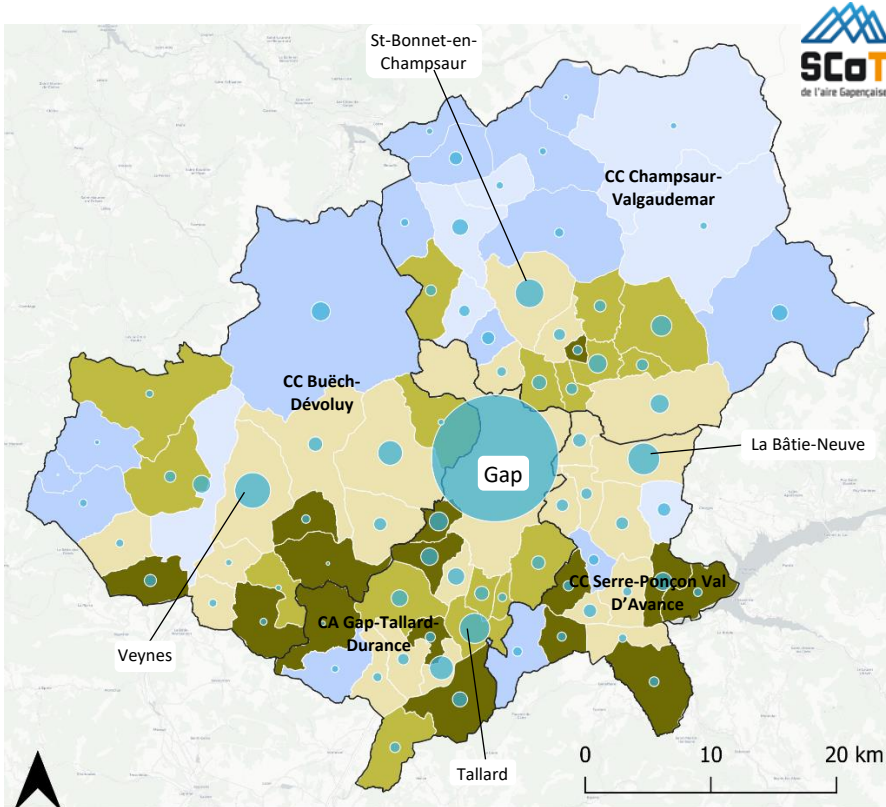 St-Bonnet-en-
Champsaur
SCoT
de l'aire Gapençaise
CC Champsaur-
Valgaudemar
CC Buëch-
Dévoluy
La Bâtie-Neuve
Gap
CC Serre-Ponçon Val
D'Avance
CA Gap-Tallard-
Durance
Veynes
Tallard
0 10 20 km